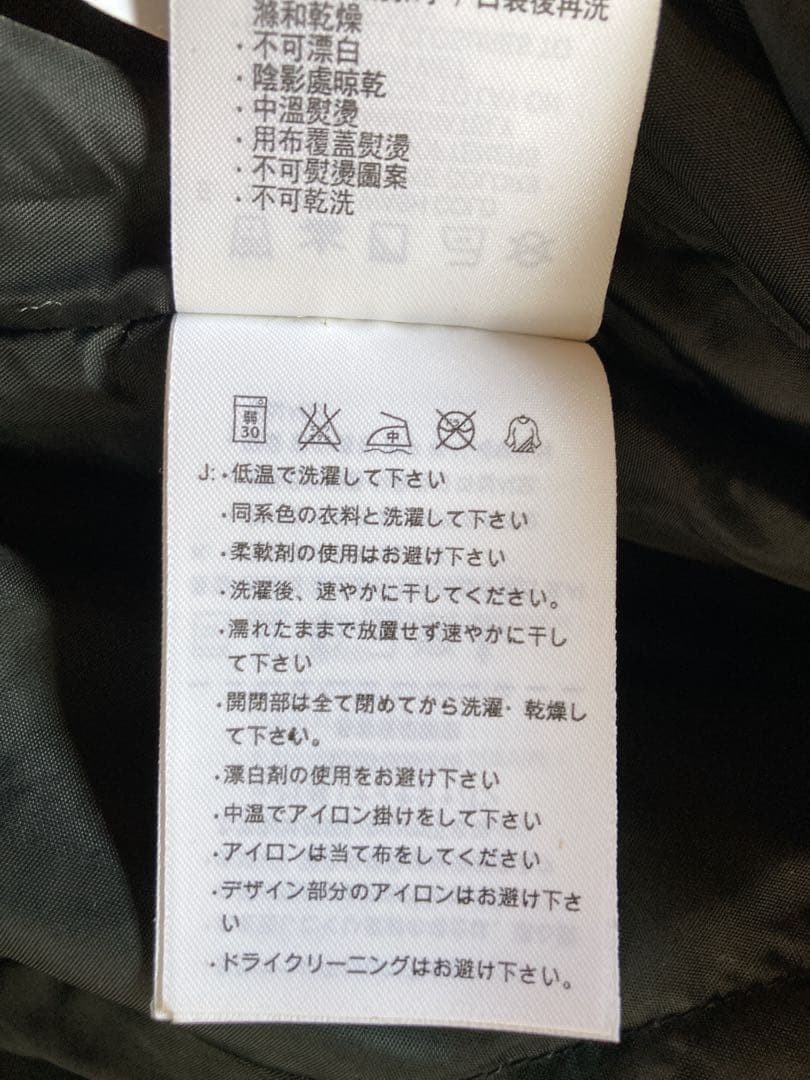 後再洗
滌和乾燥
·不可漂白
·陰影處晾乾
·中溫熨燙
·用布覆蓋熨燙
·不可熨燙圖案
·不可乾洗
弱
30
中
J:·低温で洗濯して下さい
·同系色の衣料と洗濯して下さい
·柔軟剤の使用はお避け下さい
·洗濯後、速やかに干してください。
·濡れたままで放置せず速やかに干し
て下さい
·開閉部は全て閉めてから洗濯·乾燥し
て下さい。
·漂白剤の使用をお避け下さい
·中温でアイロン掛けをして下さい
·アイロンは当て布をしてください
·デザイン部分のアイロンはお避け下さ
い
·ドライクリーニングはお避け下さい。